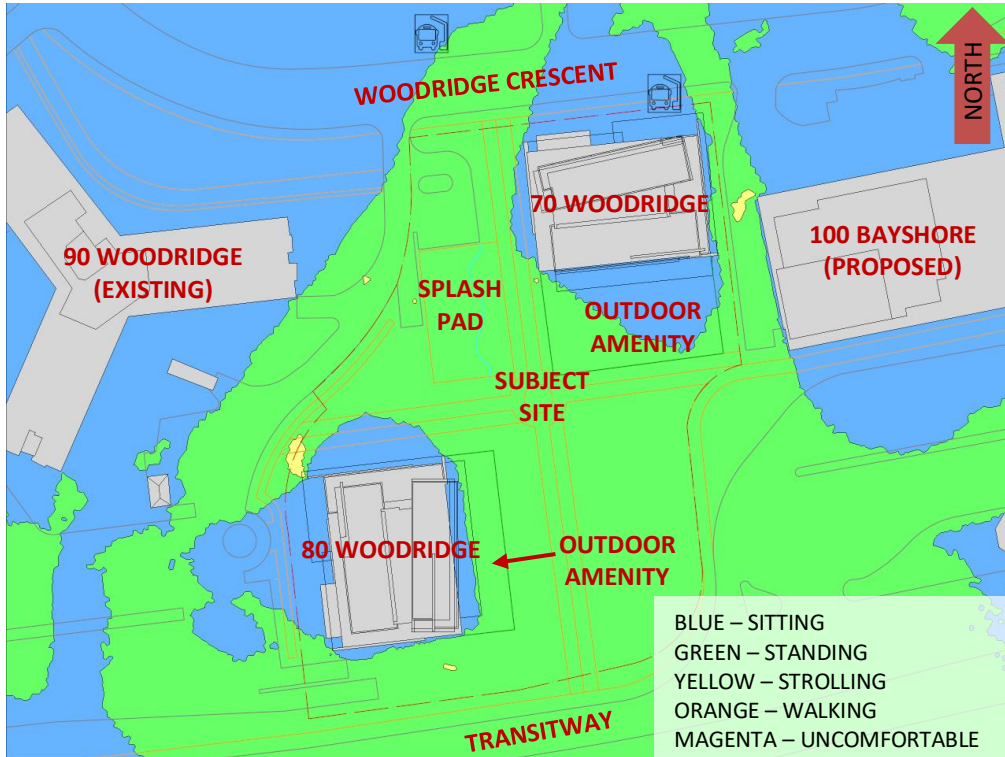 NORTH
WOODRIDGE CRESCENT
70 WOODRIDGE
90 WOODRIDGE
(EXISTING)
100 BAYSHORE
(PROPOSED)
SPLASH
PAD
OUTDOOR
AMENITY
SUBJECT
SITE
80 WOODRIDGE
OUTDOOR
AMENITY
TRANSITWAY
BLUE – SITTING
GREEN – STANDING
YELLOW – STROLLING
ORANGE – WALKING
MAGENTA – UNCOMFORTABLE